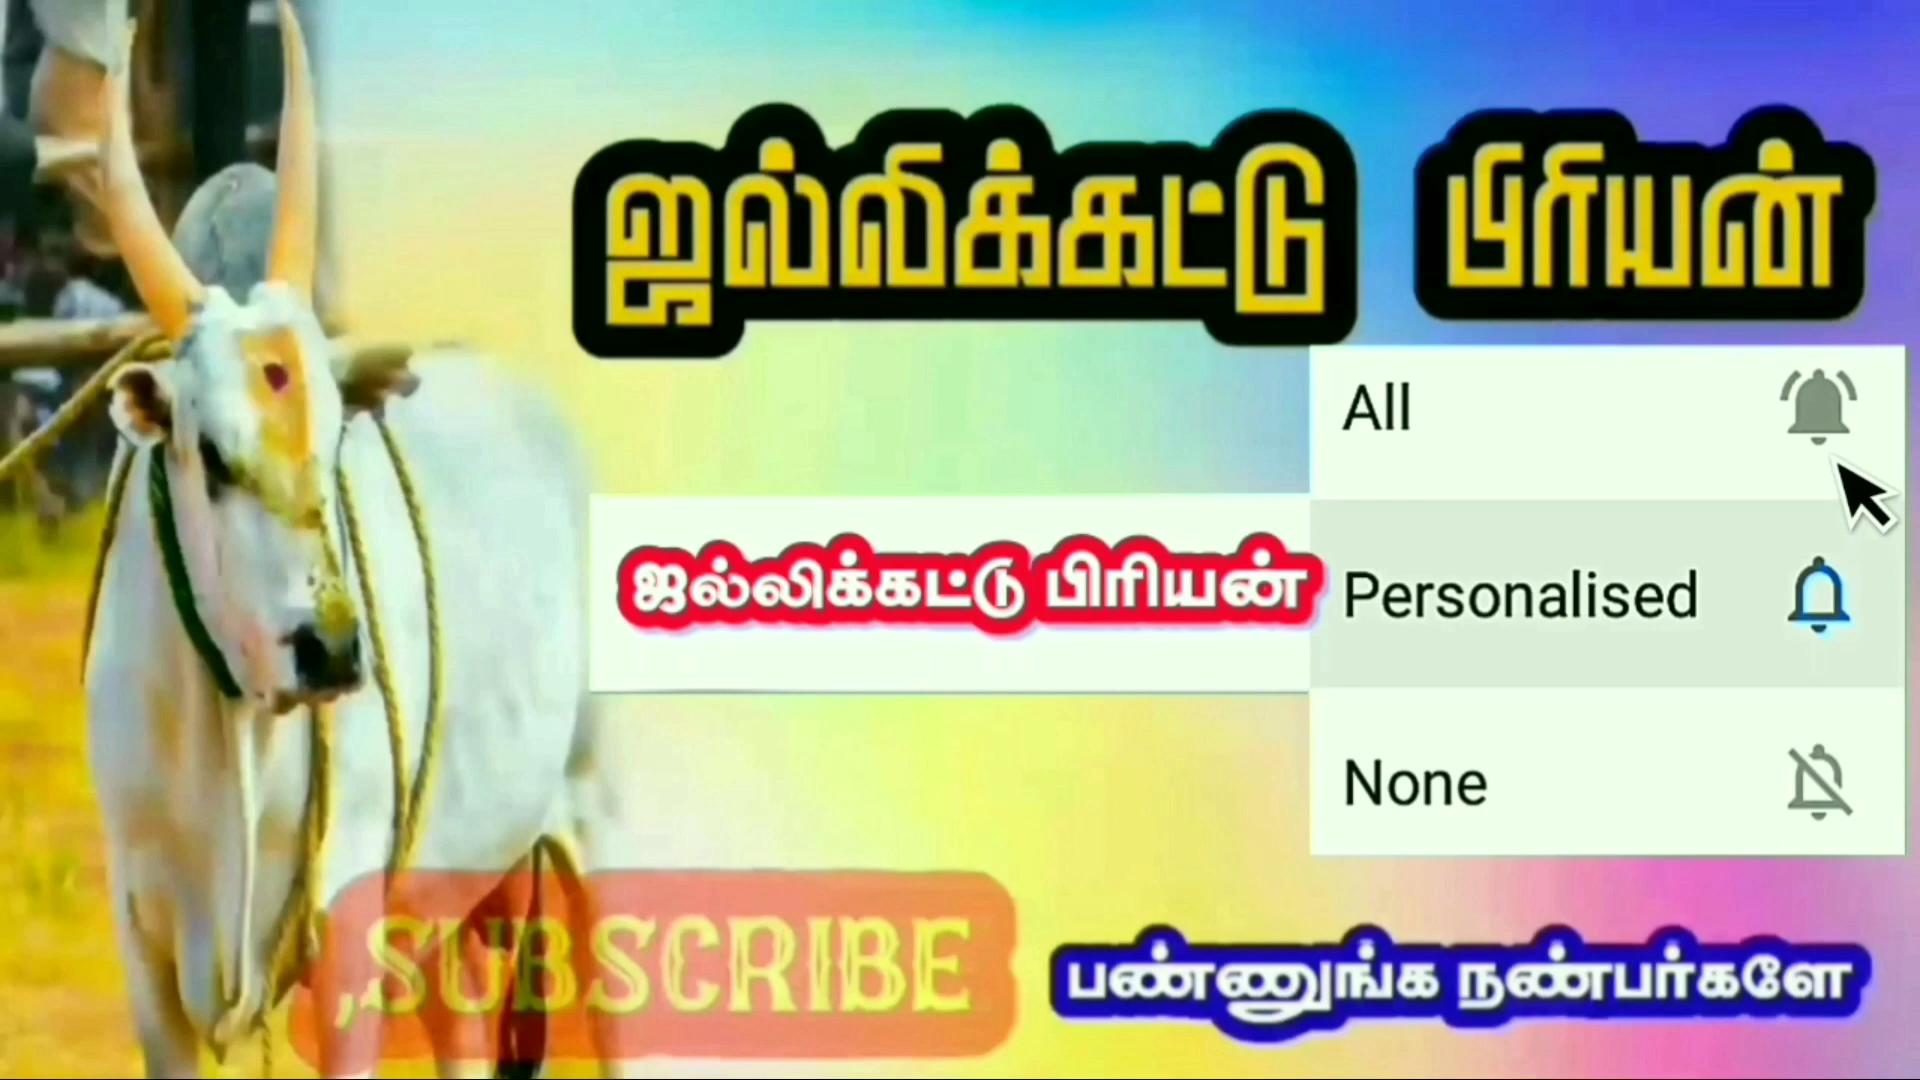 ஜல்லிக்கட்டு பிரியன்
All
ஜல்லிக்கட்டு பிரியன்
Personalised
None
,SUBSCRIBE
பண்ணுங்க நண்பர்களே